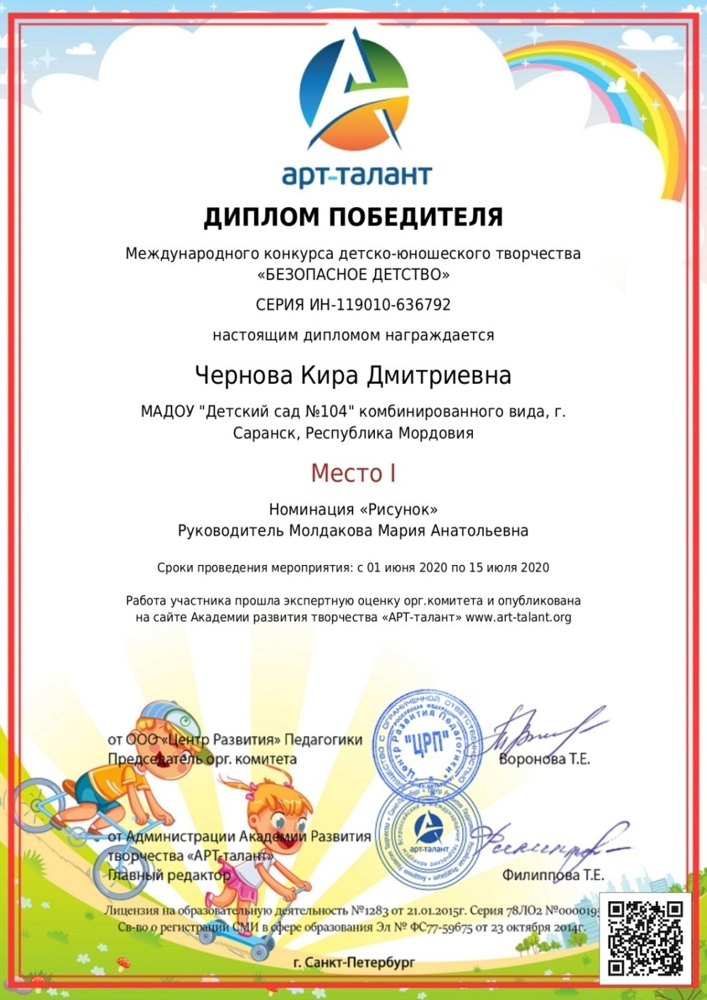 арт-талант
ДИПЛОМ ПОБЕДИТЕЛЯ
Международного конкурса детско-юношеского творчества
«БЕЗОПАСНОЕ ДЕТСТВО»
СЕРИЯ ИН-119010-636792
настоящим дипломом награждается
Чернова Кира Дмитриевна
МАДОУ "Детский сад №104" комбинированного вида, г.
Саранск, Республика Мордовия
Место I
Номинация «Рисунок»
Руководитель Молдакова Мария Анатольевна
Сроки проведения мероприятия: с 01 июня 2020 по 15 июля 2020
Работа участника прошла экспертную оценку орг.комитета и опубликована
на сайте Академии развития творчества «АРТ-талант» www.art-talant.org
от ООО «Центр Развития» Педагогики
Председатель орг. комитета
"ЦРП"
Воронова Т.Е.
от Администрации Академии Развития
творчества «АРТ-талант»
Главный редактор
арт-талант
Филиппова Т.Е.
Лицензия на образовательную деятельность №1283 от 21.01.2015г. Серия 78ЛО2 №000019
Св-во о регистрации СМИ в сфере образования Эл № ФС77-59675 от 23 октября 2014г.
г. Санкт-Петербург